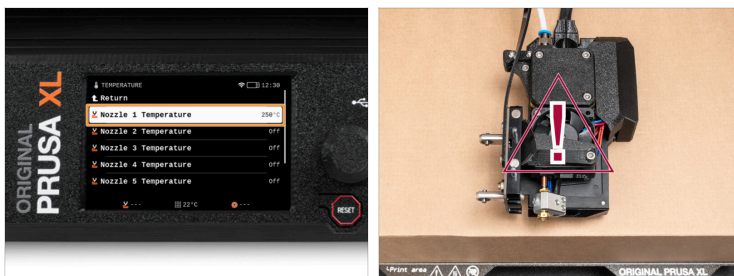 ORIGINAL
PRUSA XL
TEMPERATURE
12:30
Return
Nozzle 1 Temperature 250°C
Nozzle 2 Temperature Off
Nozzle 3 Temperature Off
Nozzle 4 Temperature Off
Nozzle 5 Temperature Off
--- 22°C ---
RESET
!
Print area
ORIGINAL PRUSA XL